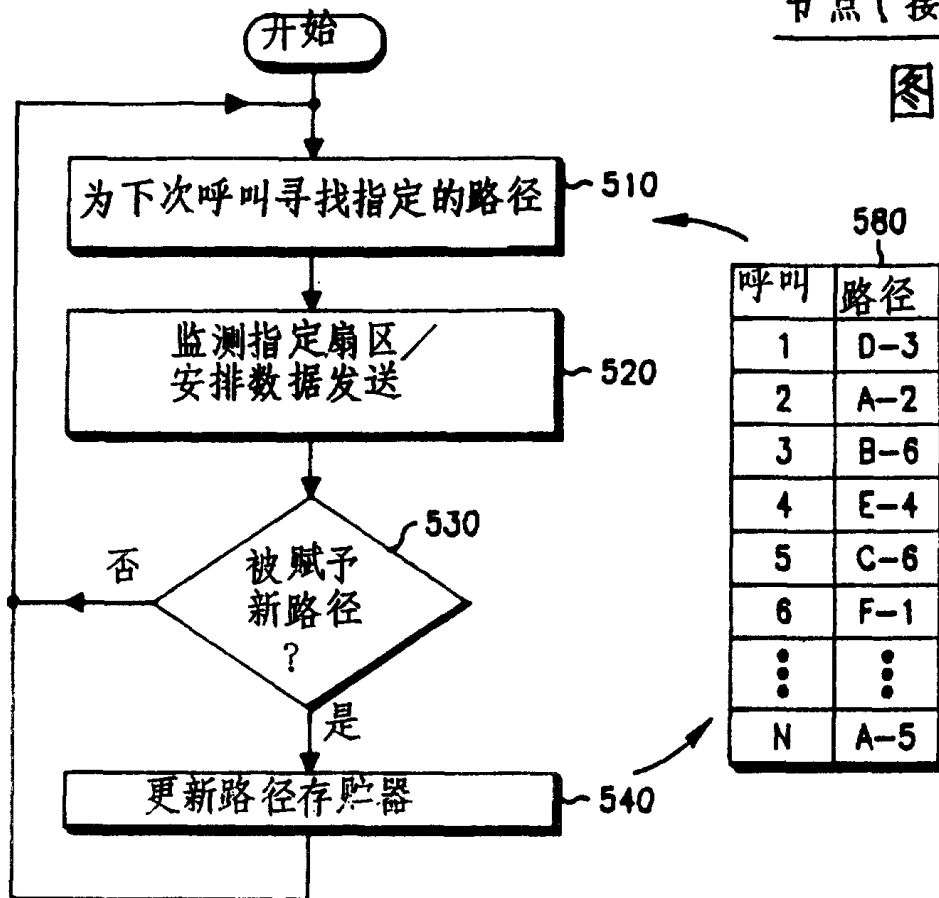 节点(接
图
开始
为下次呼叫寻找指定的路径
510
监测指定扇区/
安排数据发送
520
被赋予
新路径
?
530
否
是
更新路径存贮器
540
580
呼叫 路径
1 D-3
2 A-2
3 B-6
4 E-4
5 C-6
6 F-1
N A-5